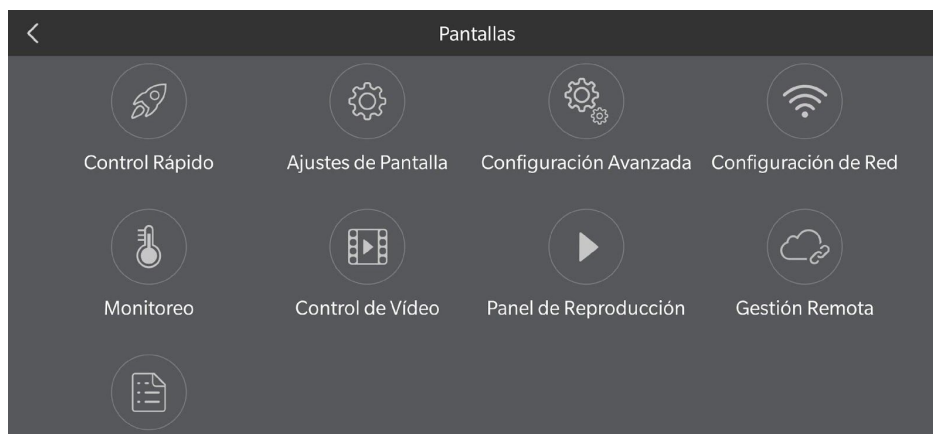 Pantallas
Control Rápido
Ajustes de Pantalla
Configuración Avanzada
Configuración de Red
Monitoreo
Control de Vídeo
Panel de Reproducción
Gestión Remota